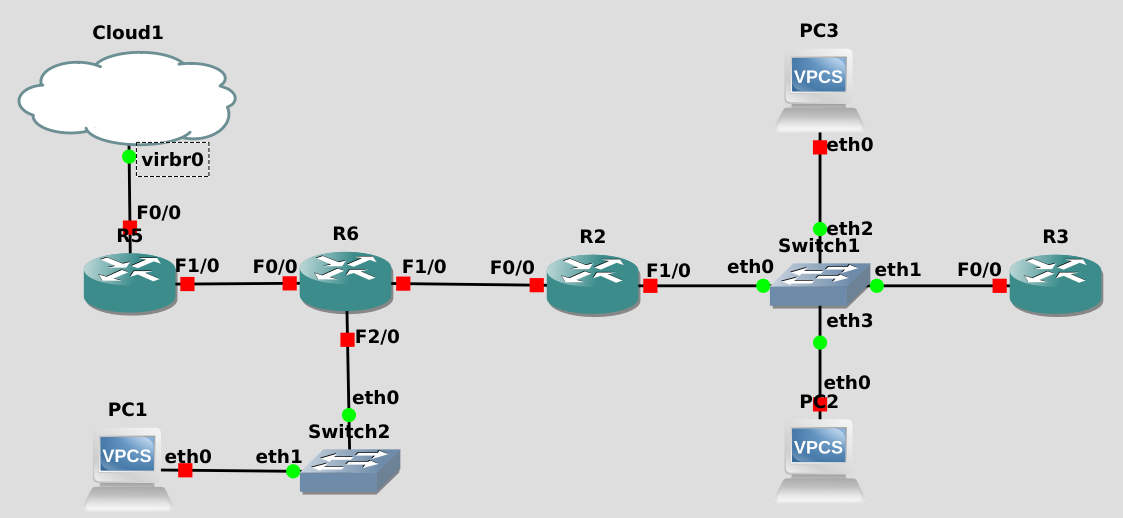 Cloud1
virbr0
F0/0
R5
F1/0
F0/0
R6
F1/0
F2/0
eth0
Switch2
eth1
eth0
PC1
VPCS
F0/0
R2
F1/0
eth0
Switch1
eth2
eth0
PC3
VPCS
eth1
F0/0
R3
eth3
eth0
PC2
VPCS